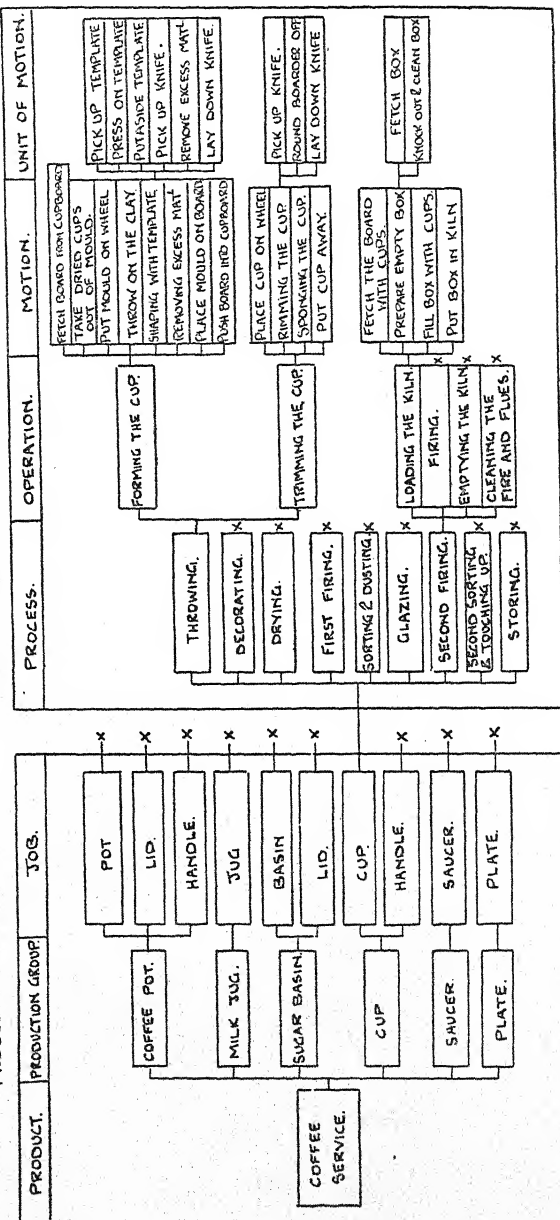 PRODUCT.
PRODUCTION GROUP.
JOB.
PROCESS.
OPERATION.
MOTION.
UNIT OF MOTION.
COFFEE
SERVICE.
COFFEE POT.
MILK JUG.
SUGAR BASIN.
CUP
SAUCER.
PLATE.
POT
LID.
HANDLE.
JUG
BASIN
LID.
CUP.
HANDLE.
SAUCER.
PLATE.
X
X
X
X
X
X
X
X
X
THROWING.
DECORATING. X
DRYING. X
FIRST FIRING. X
SORTING & DUSTING. X
GLAZING. X
SECOND FIRING. X
SECOND SORTING
& TOUCHING UP. X
STORING. X
FORMING THE CUP.
TRIMMING THE CUP.
LOADING THE KILN.
FIRING. X
EMPTYING THE KILN. X
CLEANING THE
FIRE AND FLUES. X
FETCH BOARD FROM CUPBOARD
TAKE DRIED CUPS
OUT OF MOULD.
PUT MOULD ON WHEEL
THROW ON THE CLAY
SHAPING WITH TEMPLATE
REMOVING EXCESS MATL
PLACE MOULD ON BOARD
PUSH BOARD INTO CUPBOARD
PLACE CUP ON WHEEL
RIMMING THE CUP.
SPONGING THE CUP.
PUT CUP AWAY.
FETCH THE BOARD
WITH CUPS.
PREPARE EMPTY BOX
FILL BOX WITH CUPS.
PUT BOX IN KILN
PICK UP TEMPLATE
PRESS ON TEMPLATE
PUT ASIDE TEMPLATE
PICK UP KNIFE.
REMOVE EXCESS MATL
LAY DOWN KNIFE
PICK UP KNIFE.
ROUND BOARDER OFF
LAY DOWN KNIFE
FETCH BOX
KNOCK OUT & CLEAN BOX